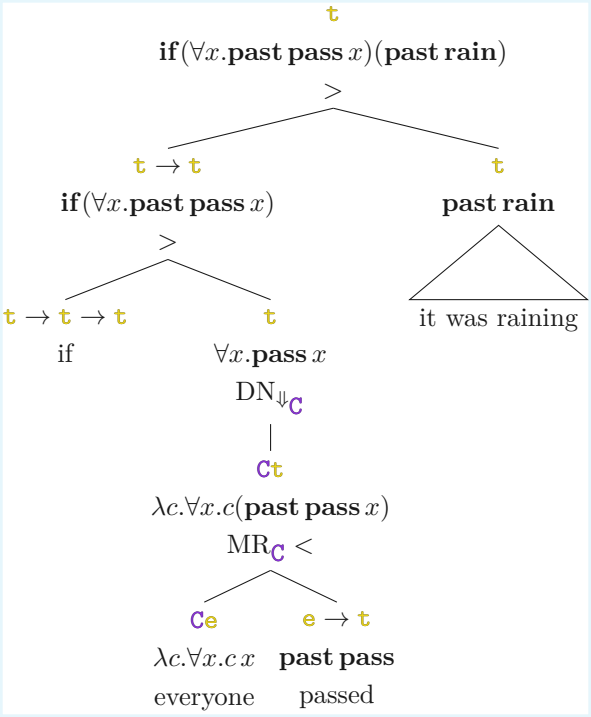 t
if(∀x.past pass x)(past rain)
>
t → t
t
if(∀x.past pass x)
past rain
>
t → t → t
t
it was raining
if
∀x.pass x
DN⇓C
Ct
λc.∀x.c(past pass x)
MRC <
Ce
e → t
λc.∀x.c x
past pass
everyone
passed